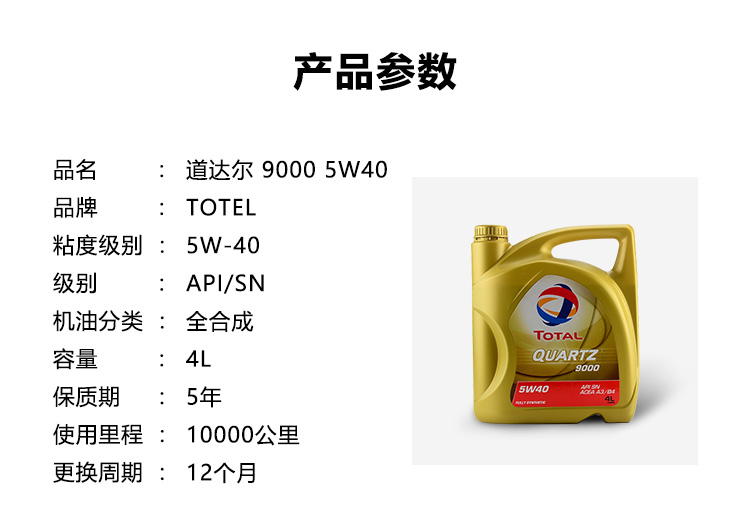 产品参数
品名 : 道达尔 9000 5W40
品牌 : TOTEL
粘度级别 : 5W-40
级别 : API/SN
机油分类 : 全合成
容量 : 4L
保质期 : 5年
使用里程 : 10000公里
更换周期 : 12个月
TOTAL
QUARTZ
9000
5W40
API SN
ACEA A3/B4
FULLY SYNTHETIC
4L